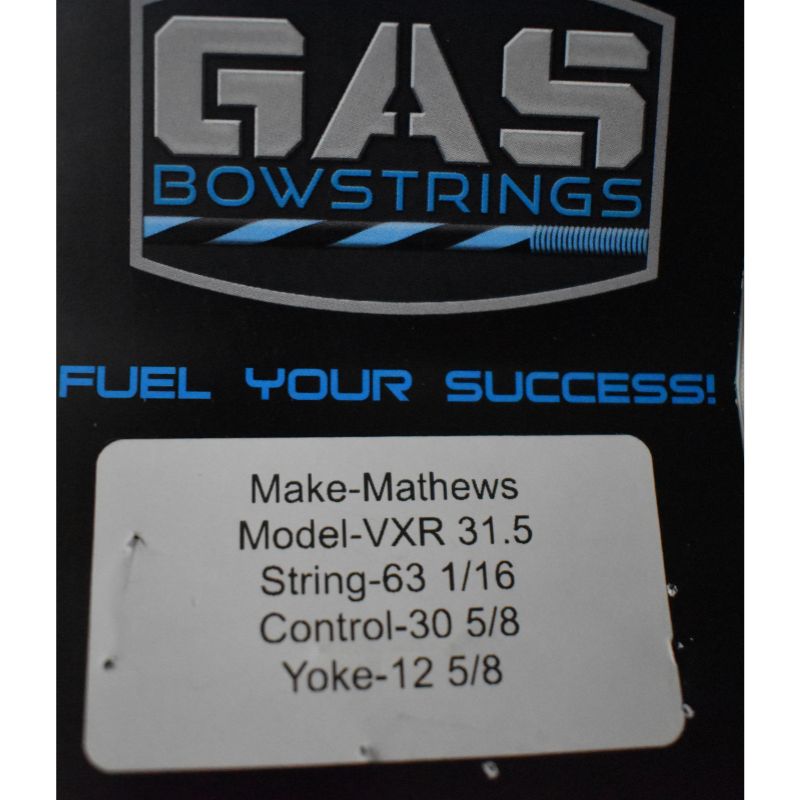 GAS
BOWSTRINGS
FUEL YOUR SUCCESS!
Make-Mathews
Model-VXR 31.5
String-63 1/16
Control-30 5/8
Yoke-12 5/8